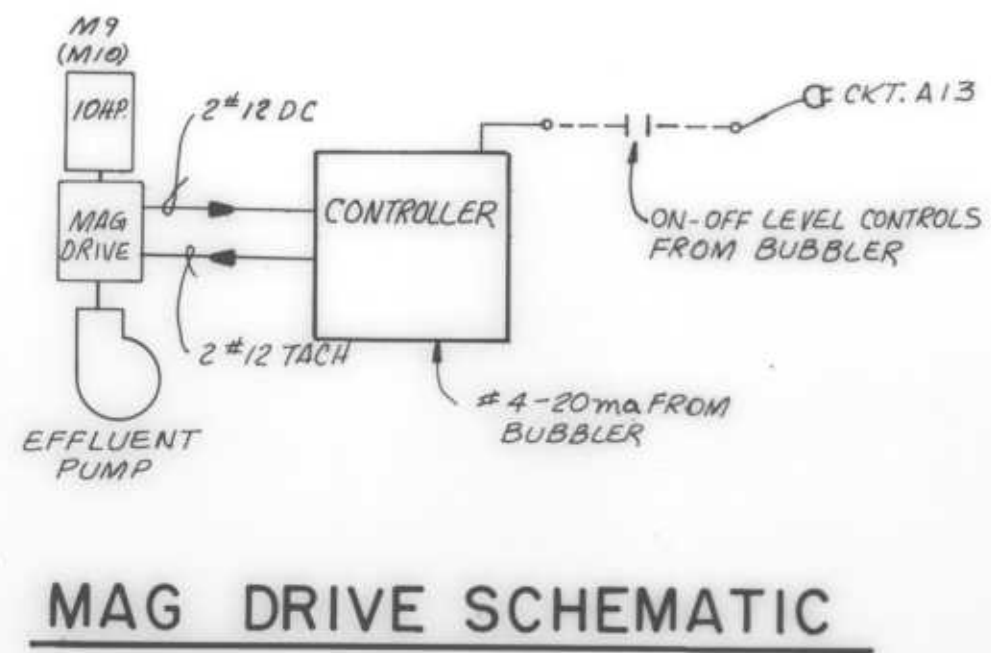 M9
(M10)
10HP.
2 #12 DC
CKT. A13
MAG
DRIVE
CONTROLLER
ON-OFF LEVEL CONTROLS
FROM BUBBLER
2 #12 TACH
# 4-20ma FROM
BUBBLER
EFFLUENT
PUMP
MAG DRIVE SCHEMATIC